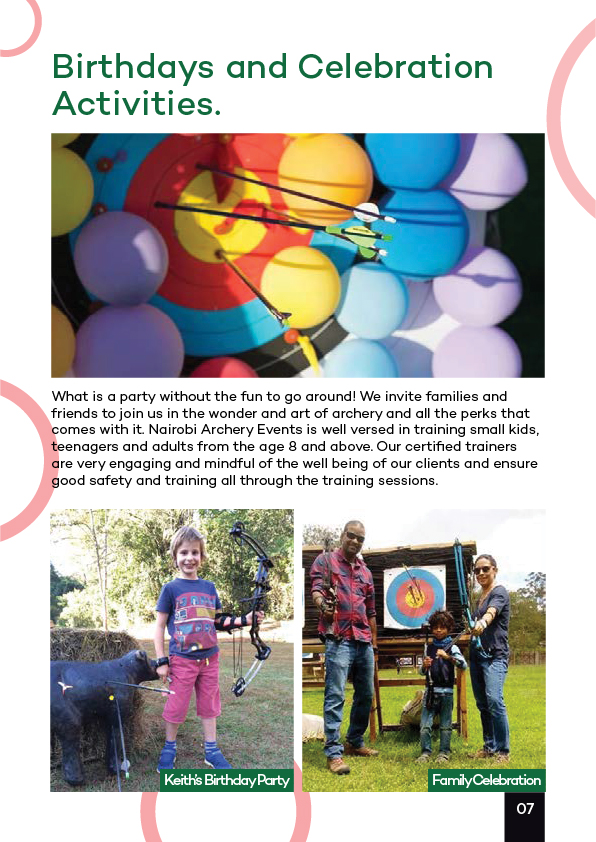 Birthdays and Celebration
Activities.
What is a party without the fun to go around! We invite families and
friends to join us in the wonder and art of archery and all the perks that
comes with it. Nairobi Archery Events is well versed in training small kids,
teenagers and adults from the age 8 and above. Our certified trainers
are very engaging and mindful of the well being of our clients and ensure
good safety and training all through the training sessions.
Keith's Birthday Party
Family Celebration
07